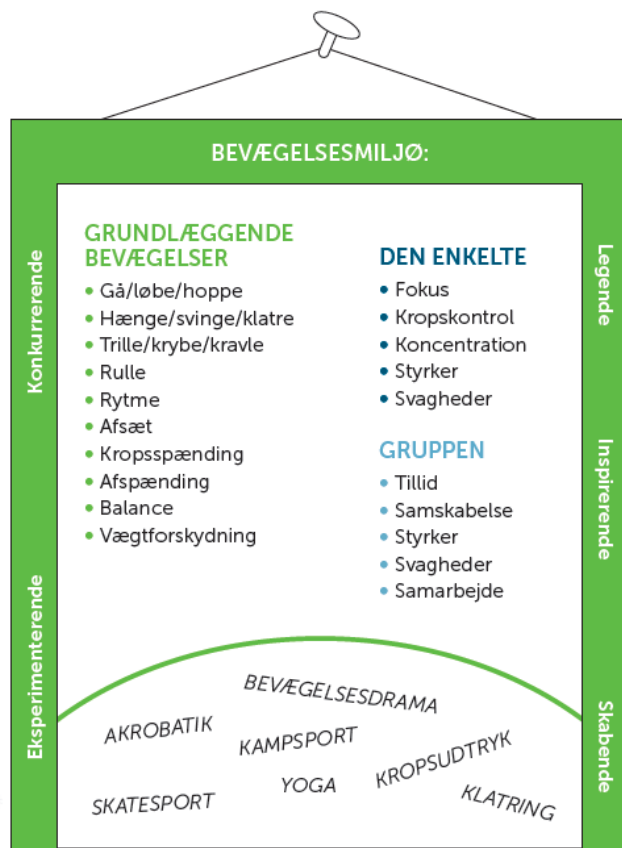 BEVÆGELSESMILJØ:
Konkurrerende
Eksperimenterende
GRUNDLÆGGENDE
BEVÆGELSER
• Gå/løbe/hoppe
• Hænge/svinge/klatre
• Trille/krybe/kravle
• Rulle
• Rytme
• Afsæt
• Kropsspænding
• Afspænding
• Balance
• Vægtforskydning
DEN ENKELTE
• Fokus
• Kropskontrol
• Koncentration
• Styrker
• Svagheder
GRUPPEN
• Tillid
• Samskabelse
• Styrker
• Svagheder
• Samarbejde
Legende
Inspirerende
Skabende
BEVÆGELSESDRAMA
AKROBATIK
KAMPSPORT
KROPSUDTRYK
SKATESPORT
YOGA
KLATRING